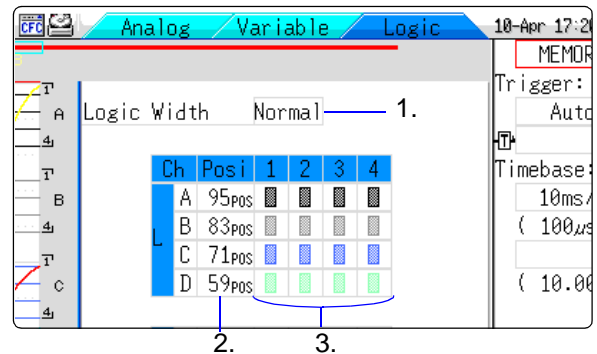 CFC Analog Variable Logic 10-Apr 17:2
MEMOR
Trigger:
Logic Width Normal 1. Auto
T
A
Timebase:
Ch Posi 1 2 3 4
10ms/
L A 95POS
B 83POS ( 100µs
C 71POS
D 59POS ( 10.00
B
C
2. 3.